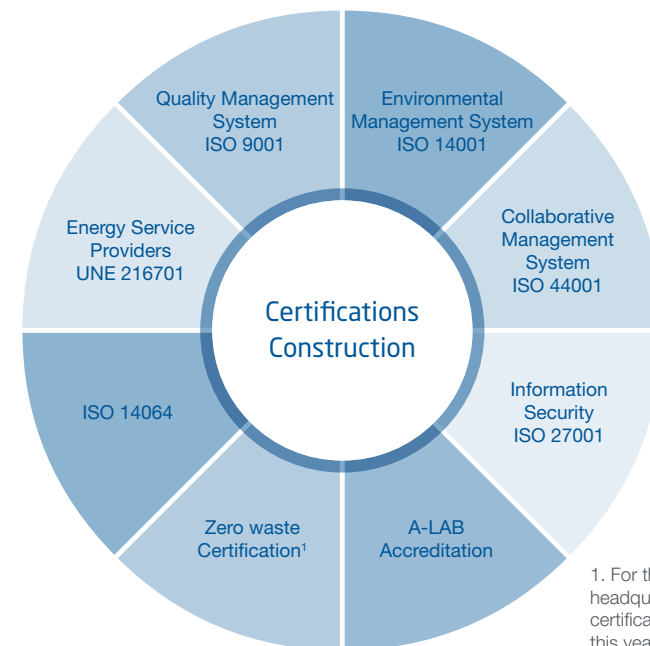 Quality Management
System
ISO 9001
Environmental
Management System
ISO 14001
Collaborative
Management
System
ISO 44001
Information
Security
ISO 27001
A-LAB
Accreditation
Zero waste
Certification¹
ISO 14064
Energy Service
Providers
UNE 216701
Certifications
Construction
1. For
this